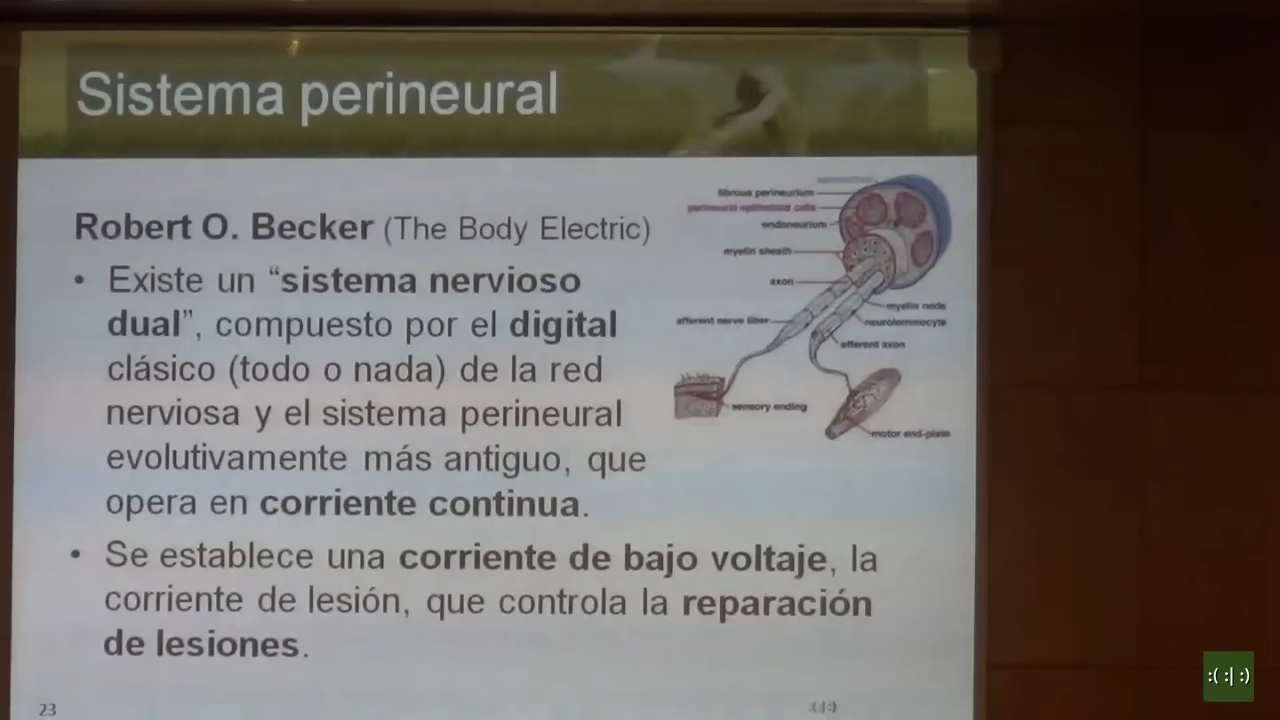 Sistema perineural
Robert O. Becker (The Body Electric)
• Existe un “sistema nervioso
dual”, compuesto por el digital
clásico (todo o nada) de la red
nerviosa y el sistema perineural
evolutivamente más antiguo, que
opera en corriente continua.
• Se establece una corriente de bajo voltaje, la
corriente de lesión, que controla la reparación
de lesiones.
fibrous perineurium
perineural epithelial cells
endoneurium
myelin sheath
axon
myelin node
afferent nerve fiber
neurolemmocyte
efferent axon
sensory ending
motor end-plate
23
:( :| :)